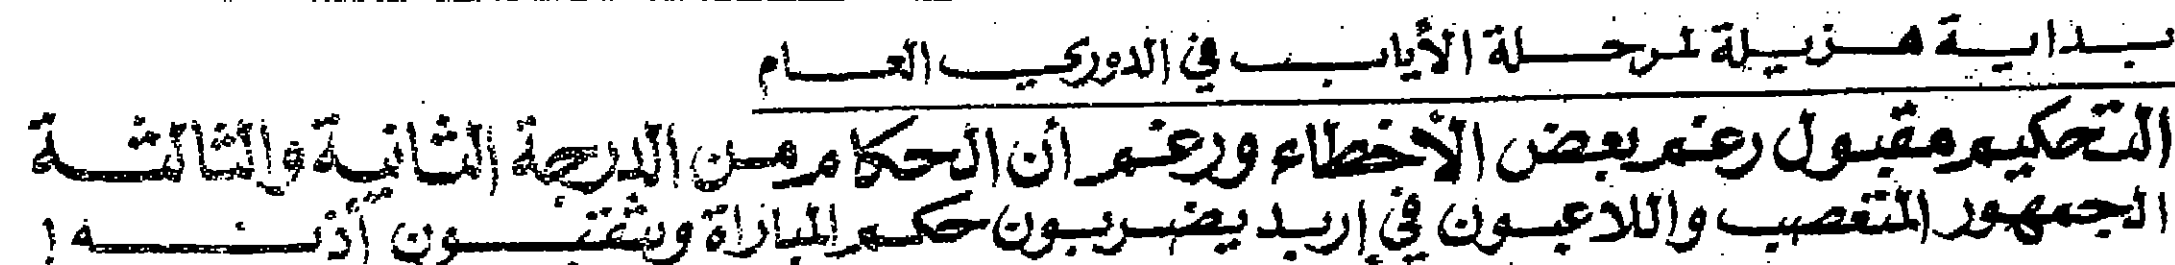 بداية هزيلة لمرحلة الأياب في الدوري العام
التحكيم مقبول رغم بعض الأخطاء ورغم أن الحكام من الدرجة الثانية والثالثة
الجمهور المتعصب واللاعبون في إربد يضربون حكم المباراة ويثقبون أذنه !